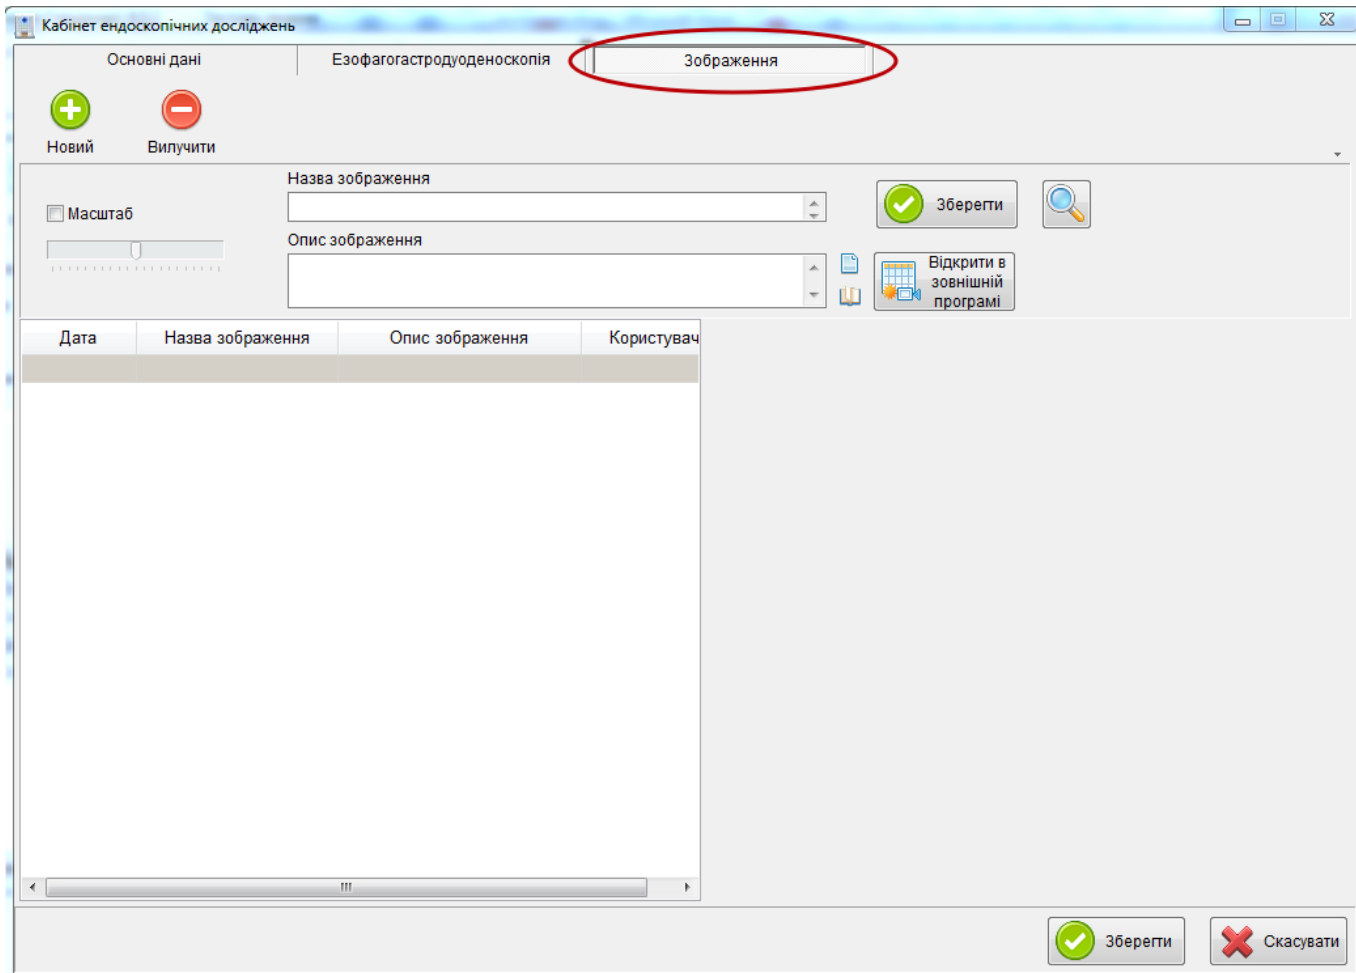 Кабінет ендоскопічних досліджень
Основні дані
Езофагогастродуоденоскопія
Зображення
Новий
Вилучити
Назва зображення
Масштаб
Зберегти
Опис зображення
Відкрити в
зовнішній
програмі
Дата
Назва зображення
Опис зображення
Користувач
Зберегти
Скасувати